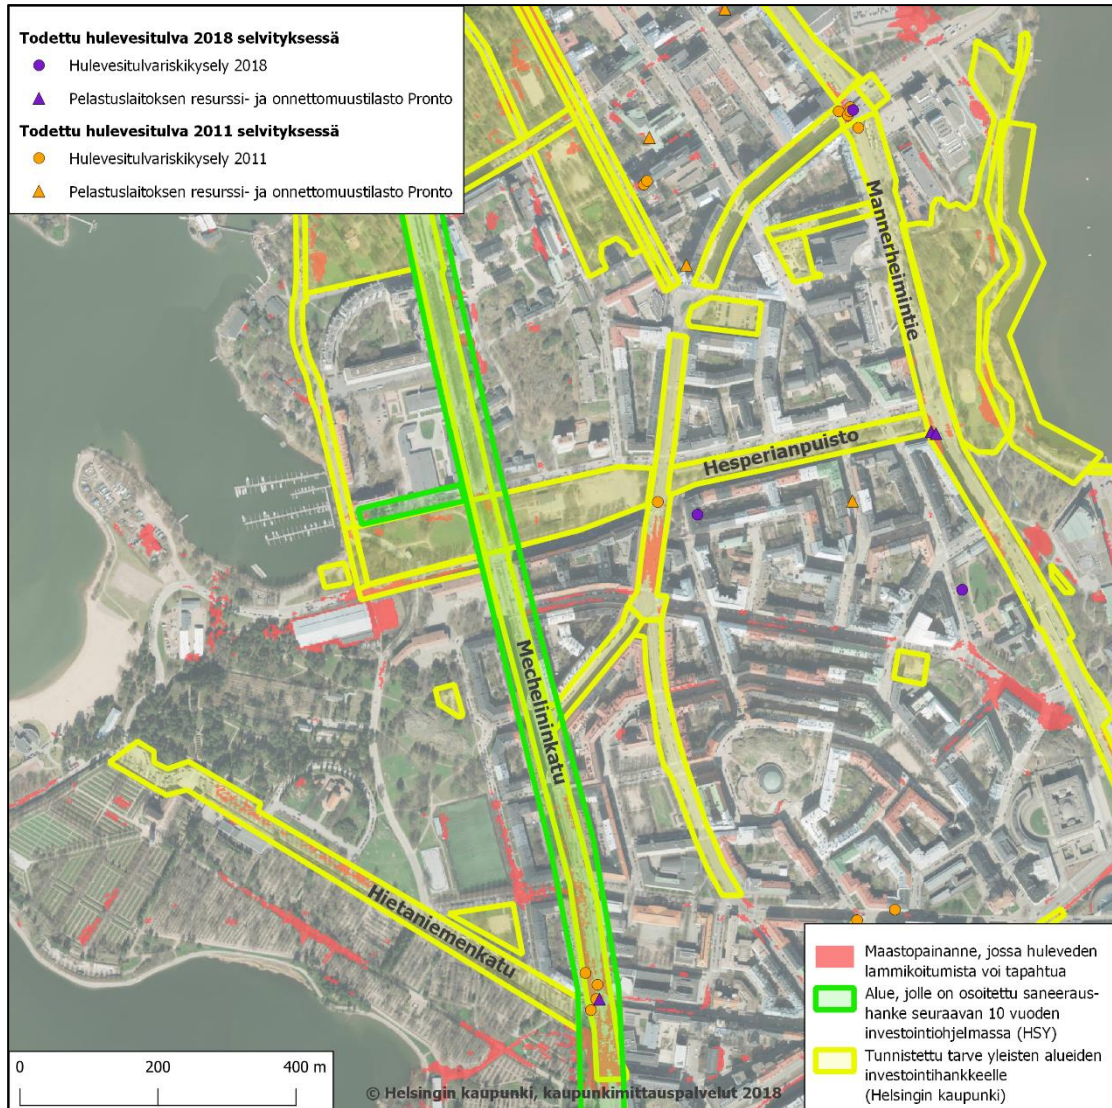 Todettu hulevesitulva 2018 selvityksessä
Hulevesitulvariskikysely 2018
Pelastuslaitoksen resurssi- ja onnettomuustilasto Pronto
Todettu hulevesitulva 2011 selvityksessä
Hulevesitulvariskikysely 2011
Pelastuslaitoksen resurssi- ja onnettomuustilasto Pronto
Mannerheimintie
Hesperianpuisto
Mechelininkatu
Hietaniemenkatu
Maastopainanne, jossa huleveden
lammikoitumista voi tapahtua
Alue, jolle on osoitettu saneeraus-
hanke seuraavan 10 vuoden
investointiohjelmassa (HSY)
Tunnistettu tarve yleisten alueiden
investointihankkeelle
(Helsingin kaupunki)
0 200 400 m
© Helsingin kaupunki, kaupunkimittauspalvelut 2018